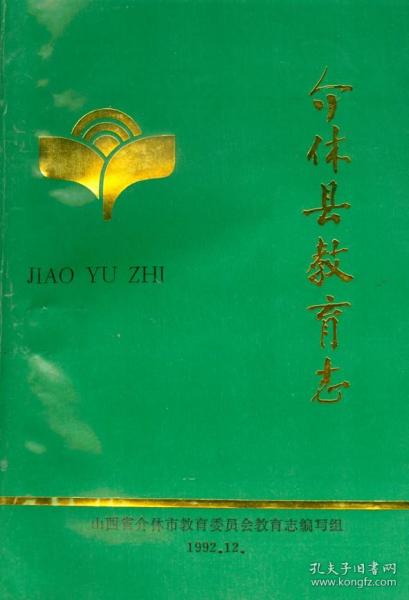 介休县教育志
JIAO YU ZHI
山西省介休市教育委员会教育志编写组
1992.12.
孔夫子旧书网
www.kongfz.com